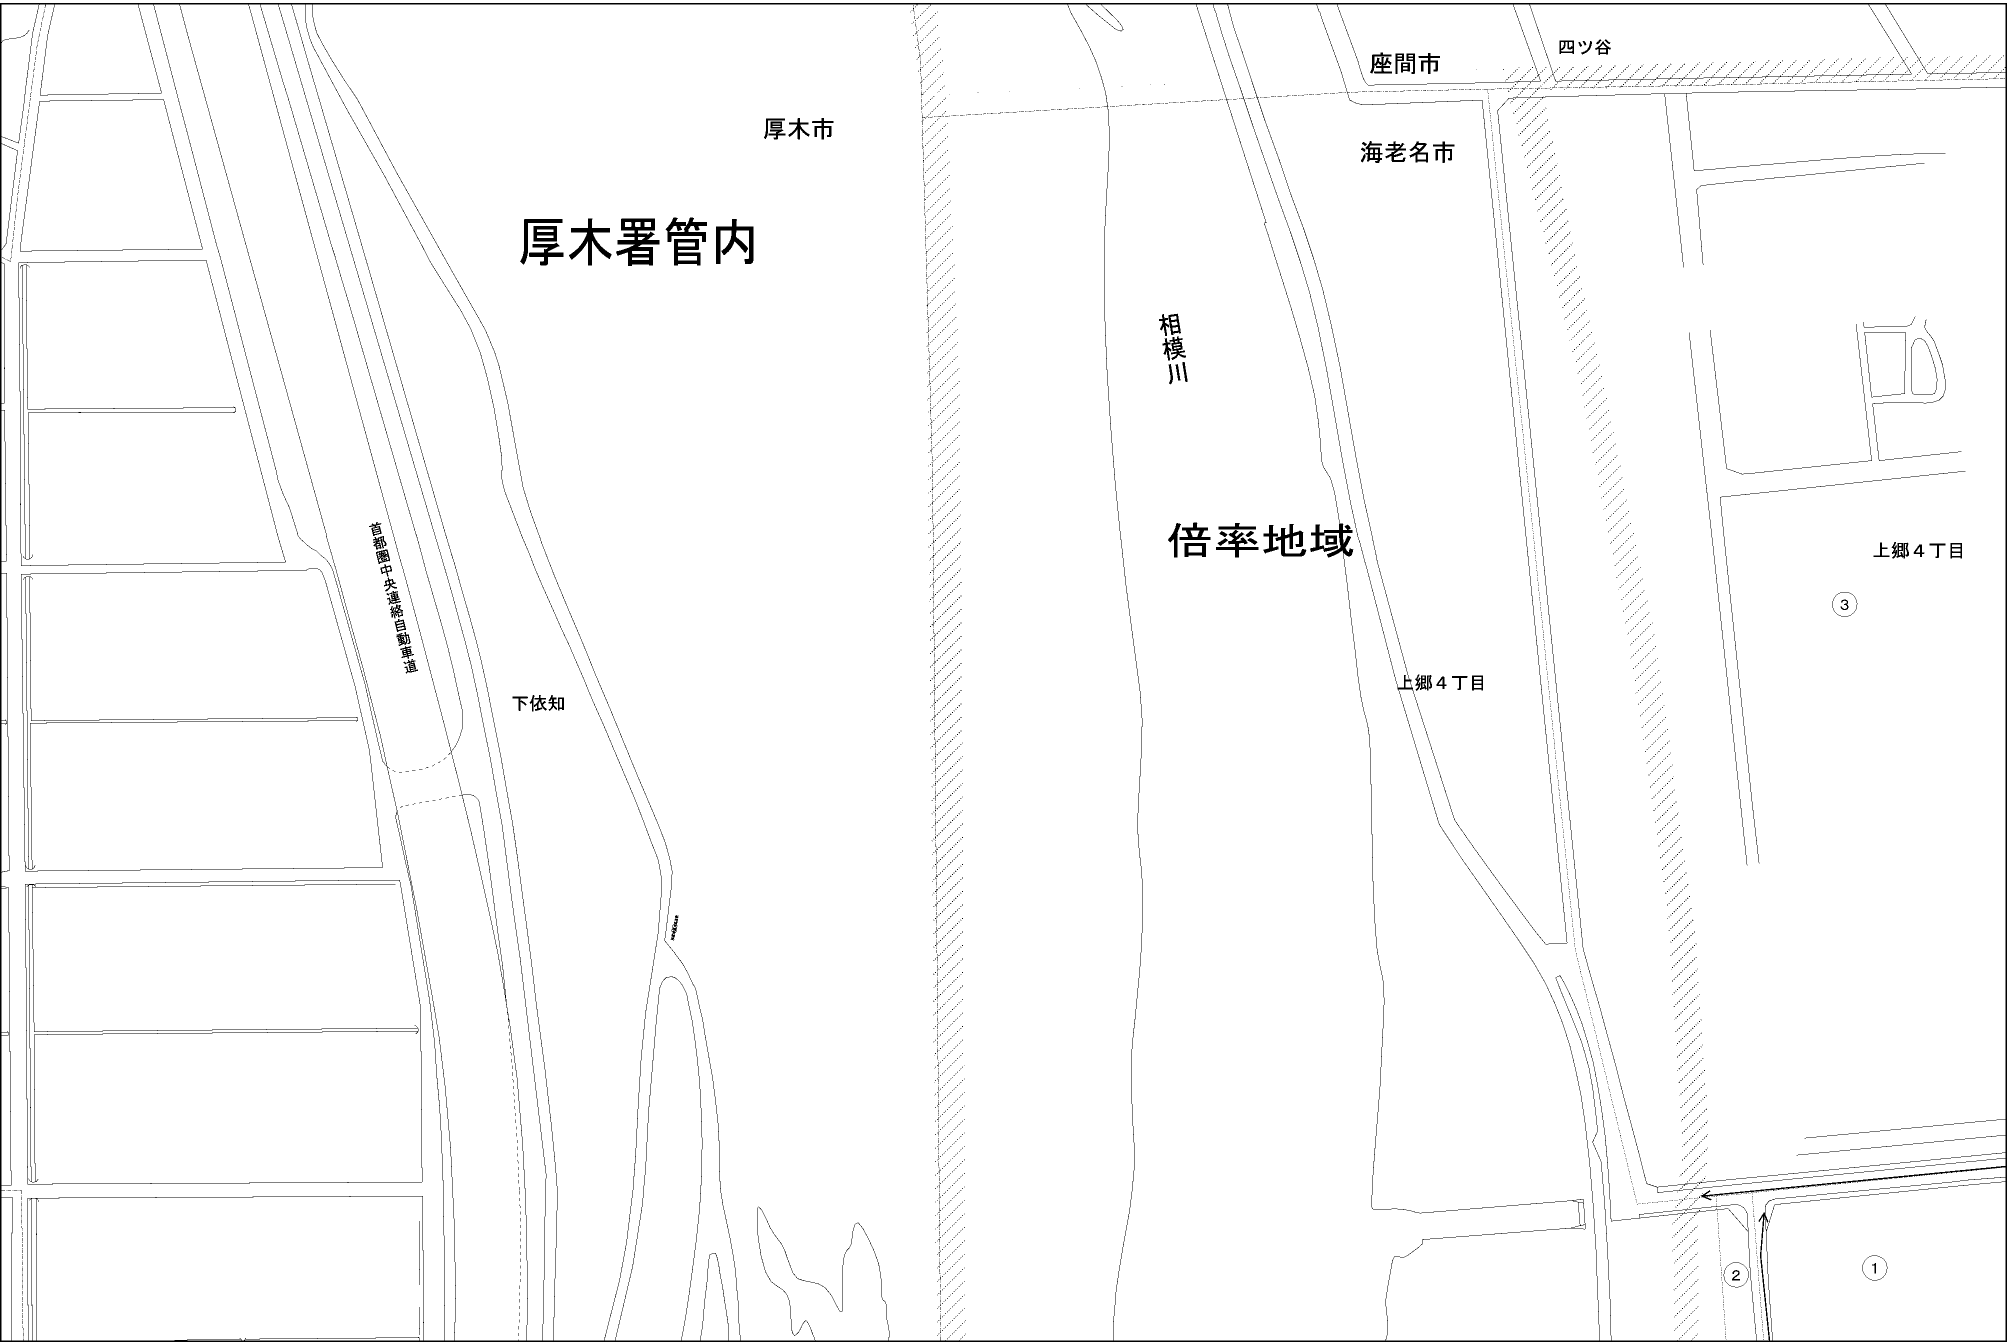 四ツ谷
座間市
厚木市
海老名市
厚木署管内
相模川
倍率地域
上郷4丁目
③
首都圏中央連絡自動車道
下依知
上郷4丁目
②
①